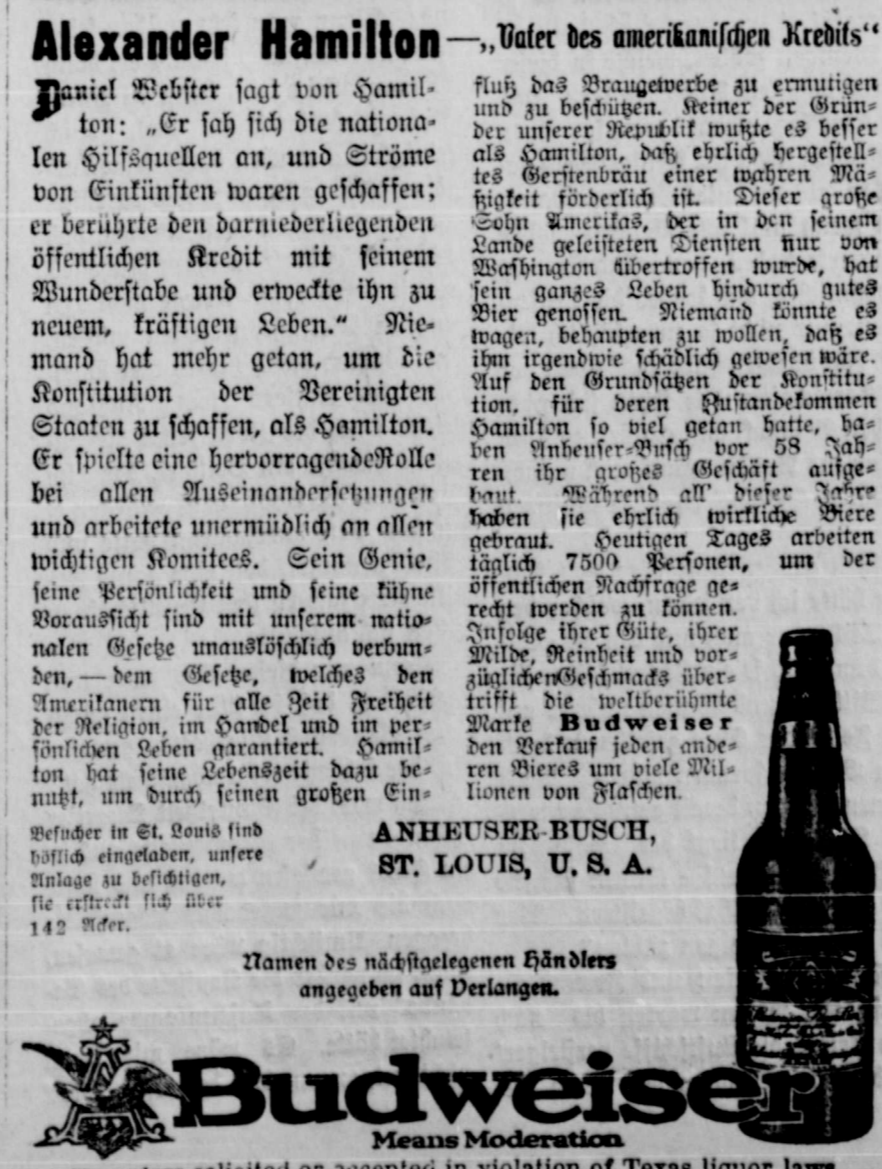 Alexander Hamilton—„Vater des amerikanischen Kredits“
Daniel Webster sagt von Hamil-
ton: „Er sah sich die nationa-
len Hilfsquellen an, und Ströme
von Einkünften waren geschaffen;
er berührte den darniederliegenden
öffentlichen Kredit mit seinem
Wunderstabe und erweckte ihn zu
neuem, kräftigen Leben.“ Nie-
mand hat mehr getan, um die
Konstitution der Vereinigten
Staaten zu schaffen, als Hamilton.
Er spielte eine hervorragendeRolle
bei allen Auseinandersetzungen
und arbeitete unermüdlich an allen
wichtigen Komitees. Sein Genie,
seine Persönlichkeit und seine kühne
Voraussicht sind mit unserem natio-
nalen Gesetze unauslöschlich verbun-
den, — dem Gesetze, welches den
Amerikanern für alle Zeit Freiheit
der Religion, im Handel und im per-
sönlichen Leben garantiert. Hamil-
ton hat seine Lebenszeit dazu be-
nutzt, um durch seinen großen Ein-
fluß das Braugewerbe zu ermutigen
und zu beschützen. Keiner der Grün-
der unserer Republik wußte es besser
als Hamilton, daß ehrlich hergestell-
tes Gerstenbräu einer wahren Mä-
ßigkeit förderlich ist. Dieser große
Sohn Amerikas, der in den seinem
Lande geleisteten Diensten nur von
Washington übertroffen wurde, hat
sein ganzes Leben hindurch gutes
Bier genossen. Niemand könnte es
wagen, behaupten zu wollen, daß es
ihm irgendwie schädlich gewesen wäre.
Auf den Grundsätzen der Konstitu-
tion, für deren Zustandekommen
Hamilton so viel getan hatte, ha-
ben Anheuser-Busch vor 58 Jah-
ren ihr großes Geschäft aufge-
baut. Während all' dieser Jahre
haben sie ehrlich wirkliche Biere
gebraut. Heutigen Tages arbeiten
täglich 7500 Personen, um der
öffentlichen Nachfrage ge-
recht werden zu können.
Infolge ihrer Güte, ihrer
Milde, Reinheit und vor-
züglichenGeschmacks über-
trifft die weltberühmte
Marke Budweiser
den Verkauf jeden ande-
ren Bieres um viele Mil-
lionen von Flaschen.
Besucher in St. Louis sind
höflich eingeladen, unsere
Anlage zu besichtigen,
sie erstreckt sich über
142 Acker.
ANHEUSER-BUSCH,
ST. LOUIS, U. S. A.
Namen des nächstgelegenen Händlers
angegeben auf Verlangen.
Budweiser
Means Moderation
solicited or accepted in violation of Texas liquor laws